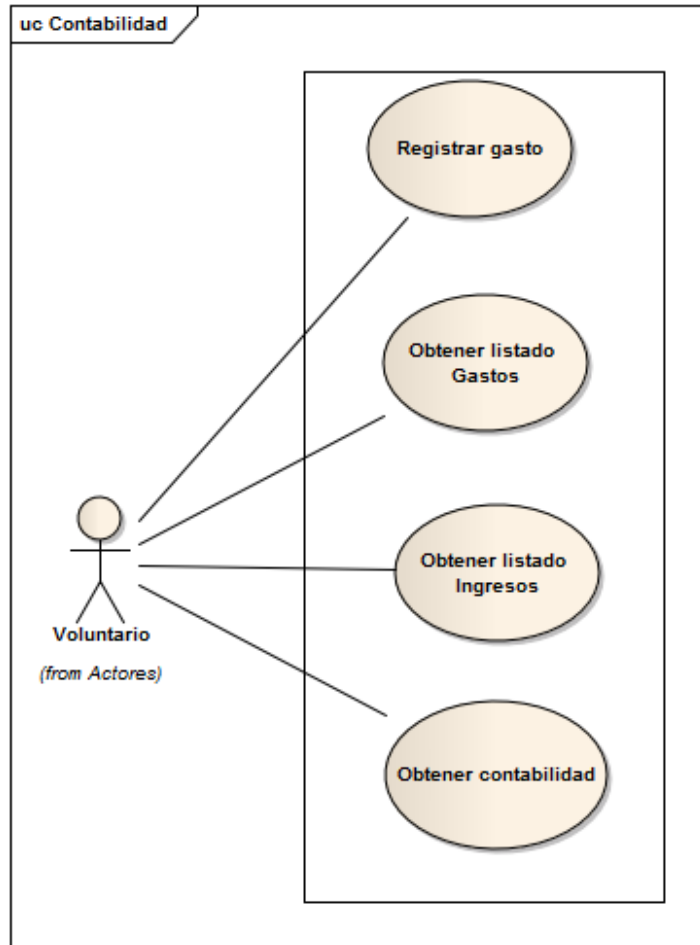 uc Contabilidad
Registrar gasto
Obtener listado
Gastos
Obtener listado
Ingresos
Voluntario
(from Actores)
Obtener contabilidad